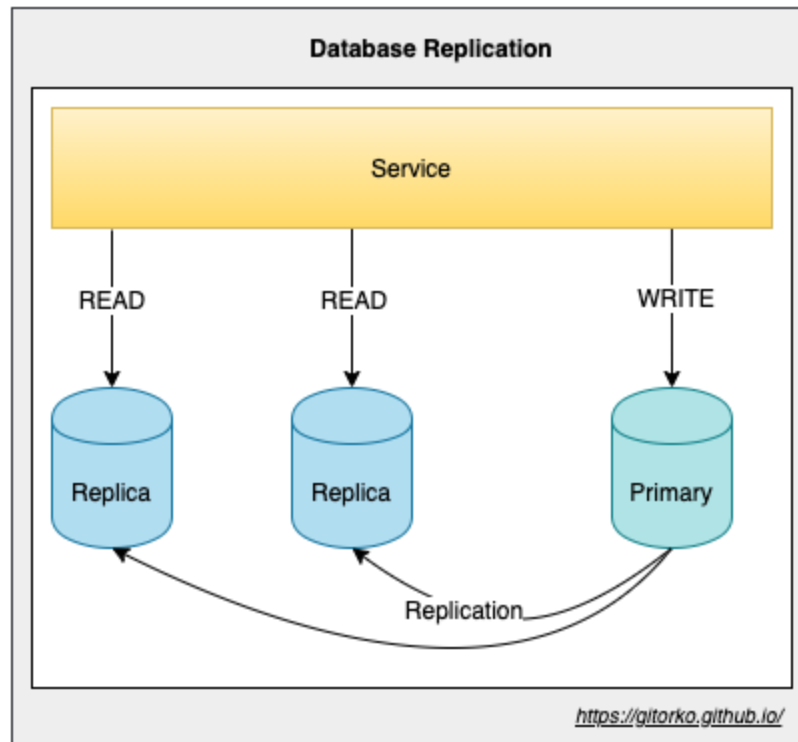 Database Replication
Service
READ
READ
WRITE
Replica
Replica
Primary
Replication
https://gitorko.github.io/